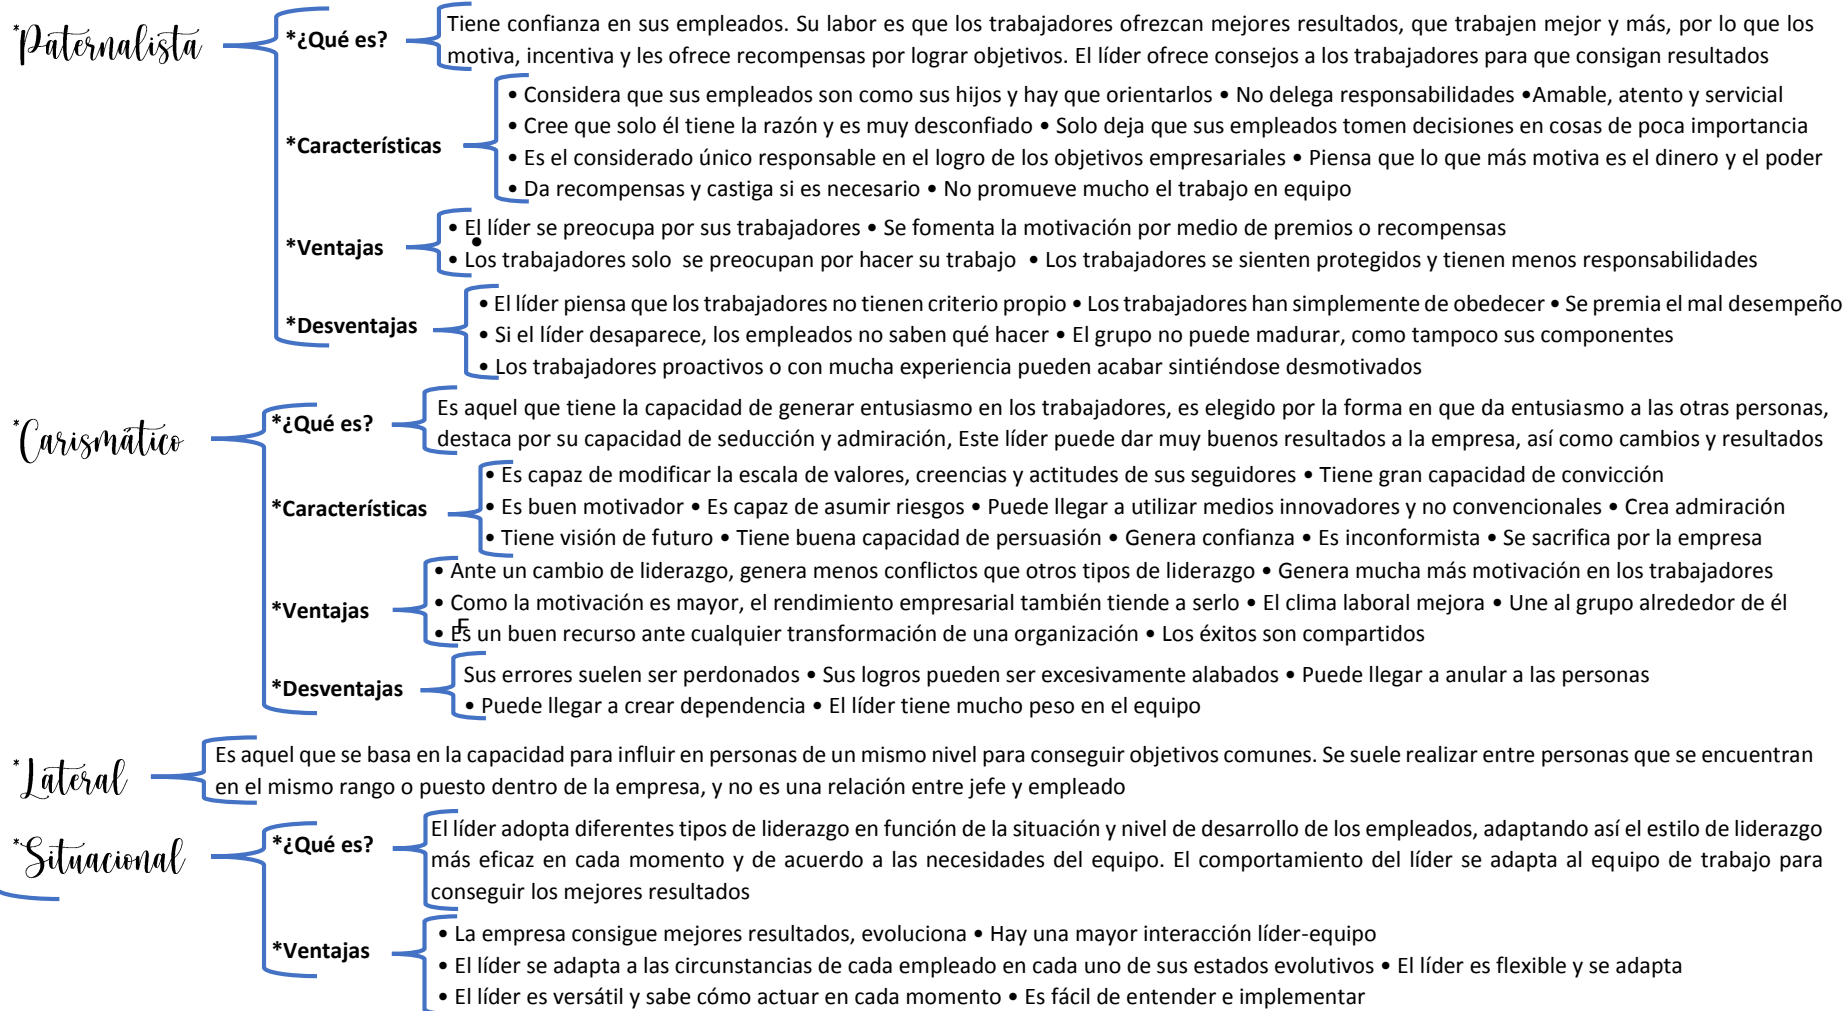 *Paternalista
*¿Qué es?
Tiene confianza en sus empleados. Su labor es que los trabajadores ofrezcan mejores resultados, que trabajen mejor y más, por lo que los
motiva, incentiva y les ofrece recompensas por lograr objetivos. El líder ofrece consejos a los trabajadores para que consigan resultados
*Características
• Considera que sus empleados son como sus hijos y hay que orientarlos • No delega responsabilidades •Amable, atento y servicial
• Cree que solo él tiene la razón y es muy desconfiado • Solo deja que sus empleados tomen decisiones en cosas de poca importancia
• Es el considerado único responsable en el logro de los objetivos empresariales • Piensa que lo que más motiva es el dinero y el poder
• Da recompensas y castiga si es necesario • No promueve mucho el trabajo en equipo
*Ventajas
• El líder se preocupa por sus trabajadores • Se fomenta la motivación por medio de premios o recompensas
•
• Los trabajadores solo se preocupan por hacer su trabajo • Los trabajadores se sienten protegidos y tienen menos responsabilidades
*Desventajas
• El líder piensa que los trabajadores no tienen criterio propio • Los trabajadores han simplemente de obedecer • Se premia el mal desempeño
• Si el líder desaparece, los empleados no saben qué hacer • El grupo no puede madurar, como tampoco sus componentes
• Los trabajadores proactivos o con mucha experiencia pueden acabar sintiéndose desmotivados
*Carismático
*¿Qué es?
Es aquel que tiene la capacidad de generar entusiasmo en los trabajadores, es elegido por la forma en que da entusiasmo a las otras personas,
destaca por su capacidad de seducción y admiración, Este líder puede dar muy buenos resultados a la empresa, así como cambios y resultados
*Características
• Es capaz de modificar la escala de valores, creencias y actitudes de sus seguidores • Tiene gran capacidad de convicción
• Es buen motivador • Es capaz de asumir riesgos • Puede llegar a utilizar medios innovadores y no convencionales • Crea admiración
• Tiene visión de futuro • Tiene buena capacidad de persuasión • Genera confianza • Es inconformista • Se sacrifica por la empresa
*Ventajas
• Ante un cambio de liderazgo, genera menos conflictos que otros tipos de liderazgo • Genera mucha más motivación en los trabajadores
• Como la motivación es mayor, el rendimiento empresarial también tiende a serlo • El clima laboral mejora • Une al grupo alrededor de él
E
• Es un buen recurso ante cualquier transformación de una organización • Los éxitos son compartidos
*Desventajas
Sus errores suelen ser perdonados • Sus logros pueden ser excesivamente alabados • Puede llegar a anular a las personas
• Puede llegar a crear dependencia • El líder tiene mucho peso en el equipo
*Lateral
Es aquel que se basa en la capacidad para influir en personas de un mismo nivel para conseguir objetivos comunes. Se suele realizar entre personas que se encuentran
en el mismo rango o puesto dentro de la empresa, y no es una relación entre jefe y empleado
*Situacional
*¿Qué es?
El líder adopta diferentes tipos de liderazgo en función de la situación y nivel de desarrollo de los empleados, adaptando así el estilo de liderazgo
más eficaz en cada momento y de acuerdo a las necesidades del equipo. El comportamiento del líder se adapta al equipo de trabajo para
conseguir los mejores resultados
*Ventajas
• La empresa consigue mejores resultados, evoluciona • Hay una mayor interacción líder-equipo
• El líder se adapta a las circunstancias de cada empleado en cada uno de sus estados evolutivos • El líder es flexible y se adapta
• El líder es versátil y sabe cómo actuar en cada momento • Es fácil de entender e implementar